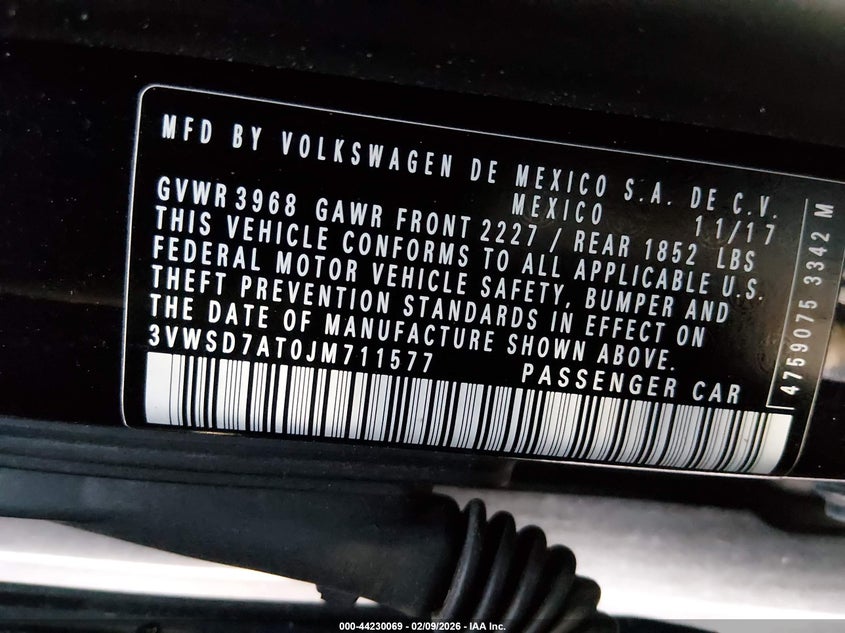 MFD BY VOLKSWAGEN DE MEXICO S.A. DE C.V.
MEXICO 11/17
GVWR 3968 GAWR FRONT 2227 / REAR 1852 LBS
THIS VEHICLE CONFORMS TO ALL APPLICABLE U.S.
FEDERAL MOTOR VEHICLE SAFETY, BUMPER AND
THEFT PREVENTION STANDARDS IN EFFECT ON
THE DATE OF MANUFACTURE SHOWN ABOVE.
3VWSD7AT0JM711577 PASSENGER CAR
4759075 3342 M
000-44230069 - 02/09/2026 - IAA Inc.